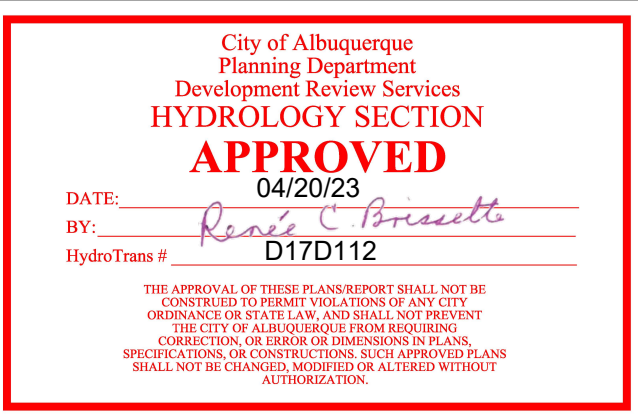 City of Albuquerque
Planning Department
Development Review Services
HYDROLOGY SECTION
APPROVED
DATE: 04/20/23
BY: Renée C. Brissette
HydroTrans # D17D112
THE APPROVAL OF THESE PLANS/REPORT SHALL NOT BE
CONSTRUED TO PERMIT VIOLATIONS OF ANY CITY
ORDINANCE OR STATE LAW, AND SHALL NOT PREVENT
THE CITY OF ALBUQUERQUE FROM REQUIRING
CORRECTION, OR ERROR OR DIMENSIONS IN PLANS,
SPECIFICATIONS, OR CONSTRUCTIONS. SUCH APPROVED PLANS
SHALL NOT BE CHANGED, MODIFIED OR ALTERED WITHOUT
AUTHORIZATION.